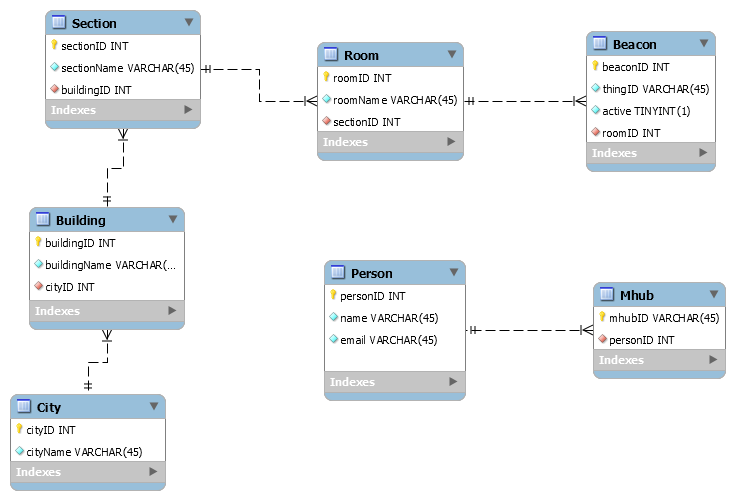 Section
sectionID INT
sectionName VARCHAR(45)
buildingID INT
Indexes
Room
roomID INT
roomName VARCHAR(45)
sectionID INT
Indexes
Beacon
beaconID INT
thingID VARCHAR(45)
active TINYINT(1)
roomID INT
Indexes
Building
buildingID INT
buildingName VARCHAR(...
cityID INT
Indexes
Person
personID INT
name VARCHAR(45)
email VARCHAR(45)
Indexes
Mhub
mhubID VARCHAR(45)
personID INT
Indexes
City
cityID INT
cityName VARCHAR(45)
Indexes